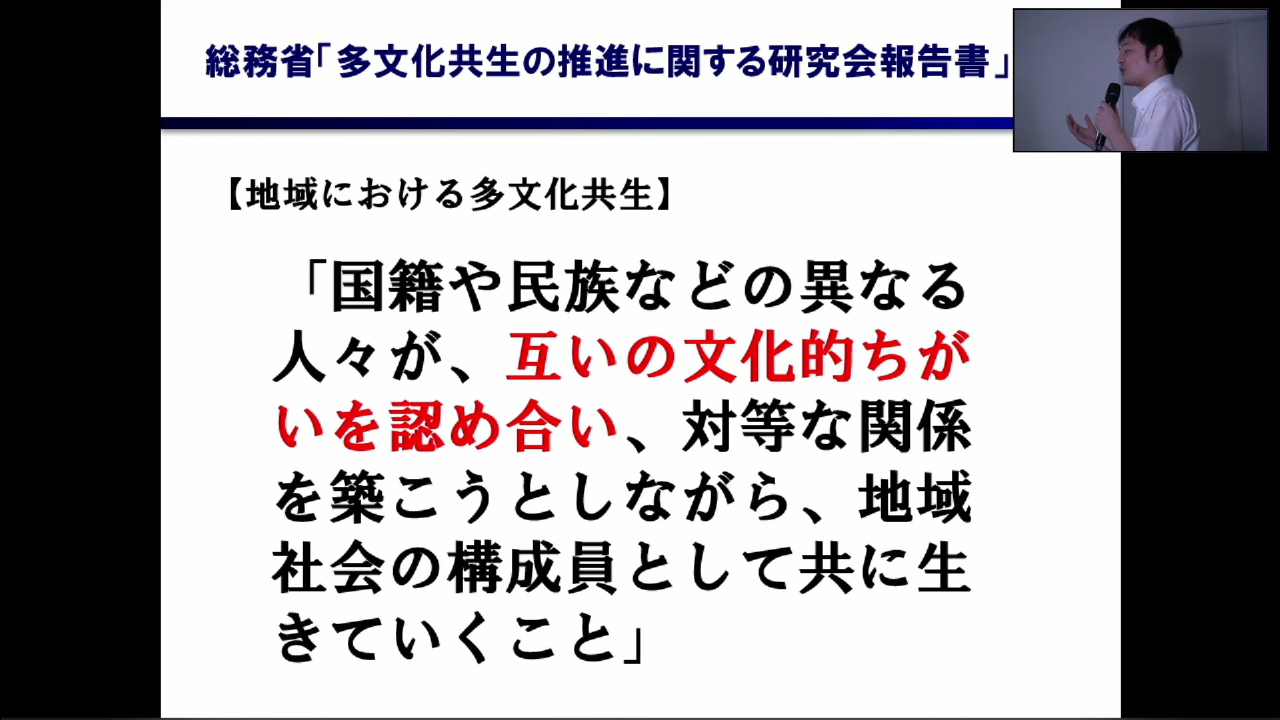 総務省「多文化共生の推進に関する研究会報告書」
【地域における多文化共生】
「国籍や民族などの異なる
人々が、互いの文化的ちが
いを認め合い、対等な関係
を築こうとしながら、地域
社会の構成員として共に生
きていくこと」